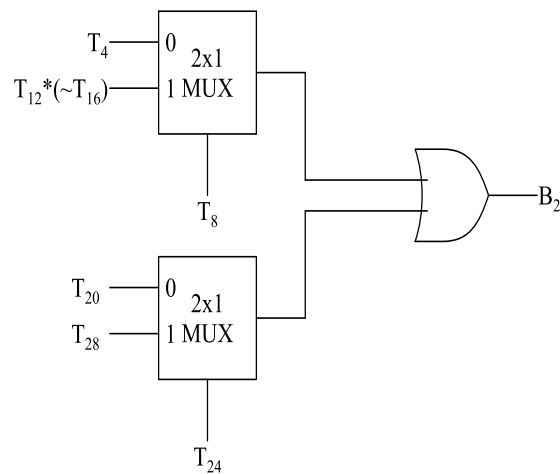 T₄ 0
2x1
T₁₂*(~T₁₆) 1 MUX
T₈
B₂
T₂₀ 0
2x1
T₂₈ 1 MUX
T₂₄